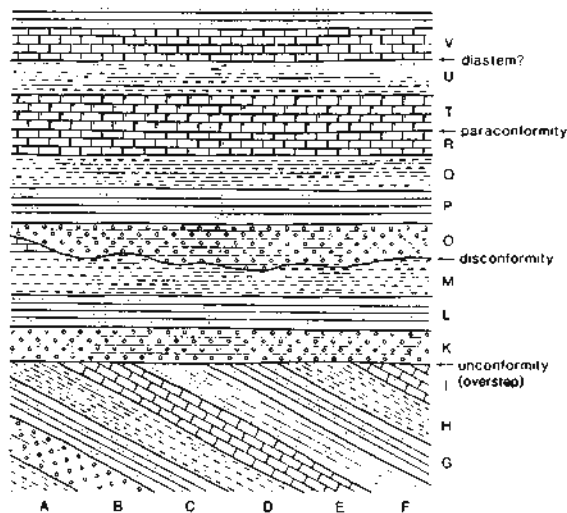 V
diastem?
U
T
paraconformity
R
Q
P
O
disconformity
M
L
K
unconformity
(overstep)
I
H
G
A B C D E F